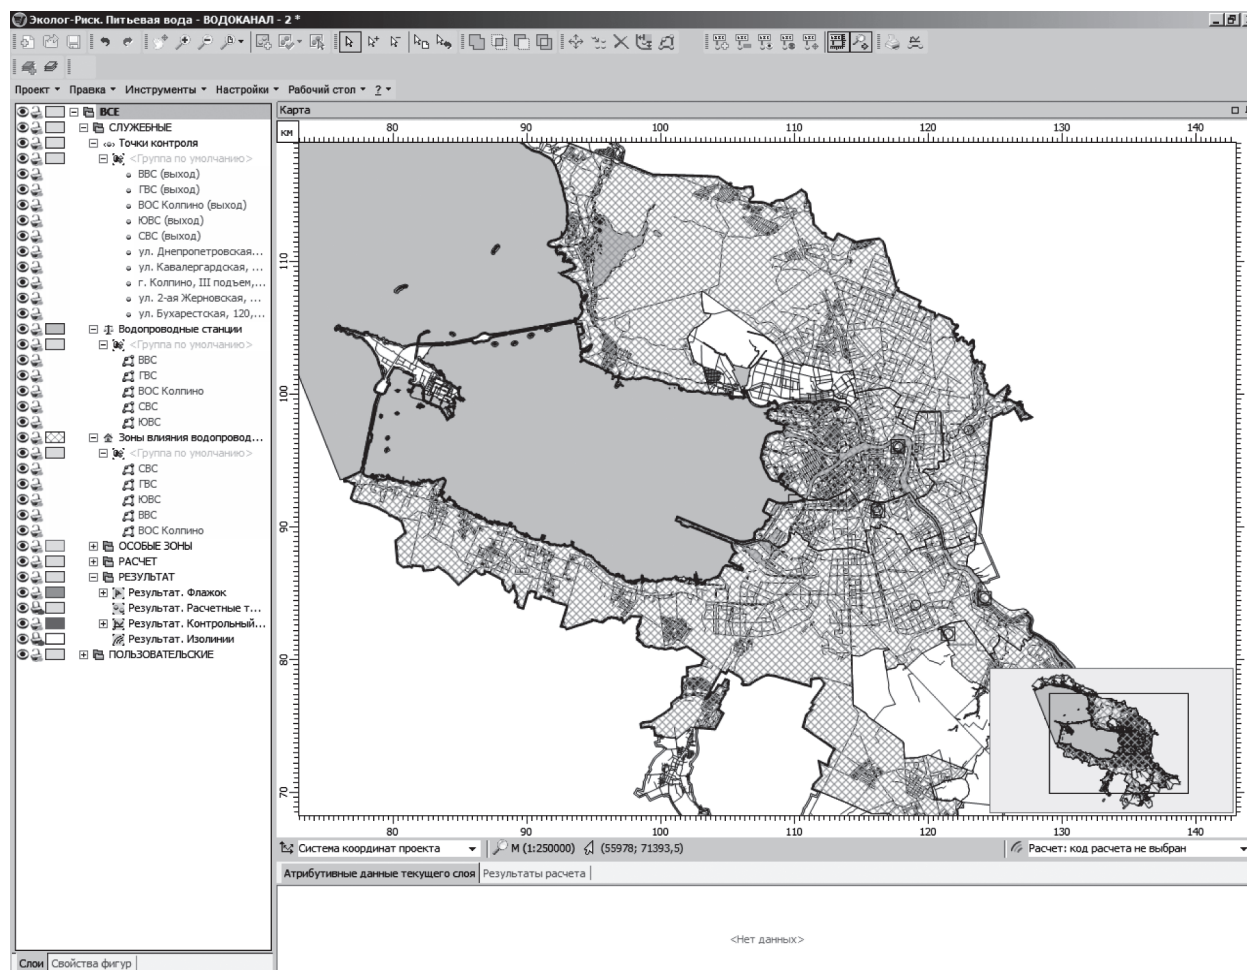 Эколог-Риск. Питьевая вода - ВОДОКАНАЛ - 2 *
Проект Правка Инструменты Настройки Рабочий стол ?
ВСЕ
СЛУЖЕБНЫЕ
Точки контроля
<Группа по умолчанию>
ВВС (выход)
ГВС (выход)
ВОС Колпино (выход)
ЮВС (выход)
СВС (выход)
ул. Днепропетровская...
ул. Кавалергардская, ...
г. Колпино, III подъем,...
ул. 2-ая Жерновская, ...
ул. Бухарестская, 120,...
Водопроводные станции
<Группа по умолчанию>
ВВС
ГВС
ВОС Колпино
СВС
ЮВС
Зоны влияния водопровод...
<Группа по умолчанию>
СВС
ГВС
ЮВС
ВВС
ВОС Колпино
ОСОБЫЕ ЗОНЫ
РАСЧЕТ
РЕЗУЛЬТАТ
Результат. Флажок
Результат. Расчетные т...
Результат. Контрольный...
Результат. Изолинии
ПОЛЬЗОВАТЕЛЬСКИЕ
Слои Свойства фигур
Карта
км 80 90 100 110 120 130 140
110
100
90
80
70
80 90 100 110 120 130 140
Система координат проекта М (1:250000) (55978; 71393,5) Расчет: код расчета не выбран
Атрибутивные данные текущего слоя Результаты расчета
<Нет данных>